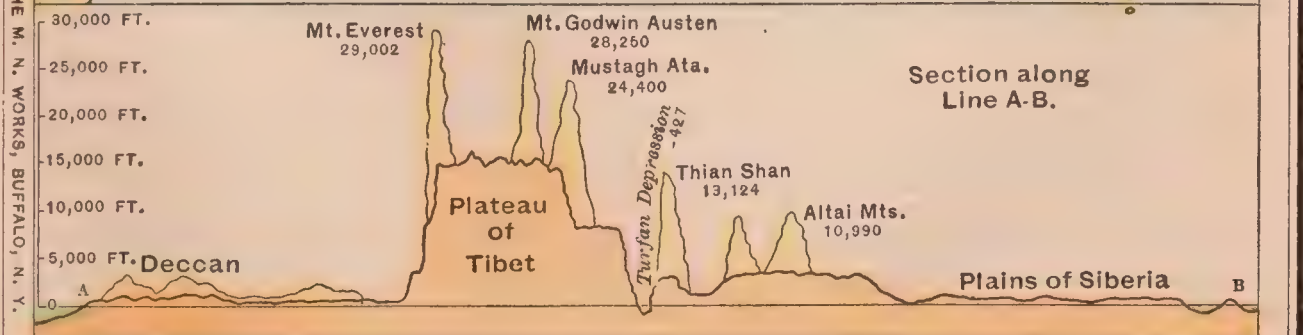 HE M. N. WORKS, BUFFALO, N. Y.
30,000 FT.
25,000 FT.
20,000 FT.
15,000 FT.
10,000 FT.
5,000 FT.
0
A
Deccan
Mt. Everest
29,002
Mt. Godwin Austen
28,250
Mustagh Ata.
24,400
Plateau
of
Tibet
Turfan Depression
-427
Thian Shan
13,124
Altai Mts.
10,990
Section along
Line A-B.
Plains of Siberia
B